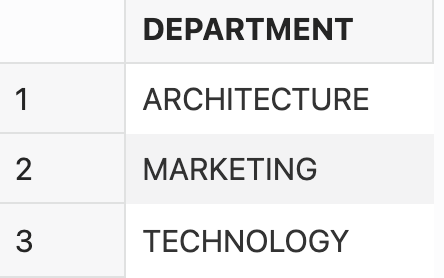 DEPARTMENT
1 ARCHITECTURE
2 MARKETING
3 TECHNOLOGY